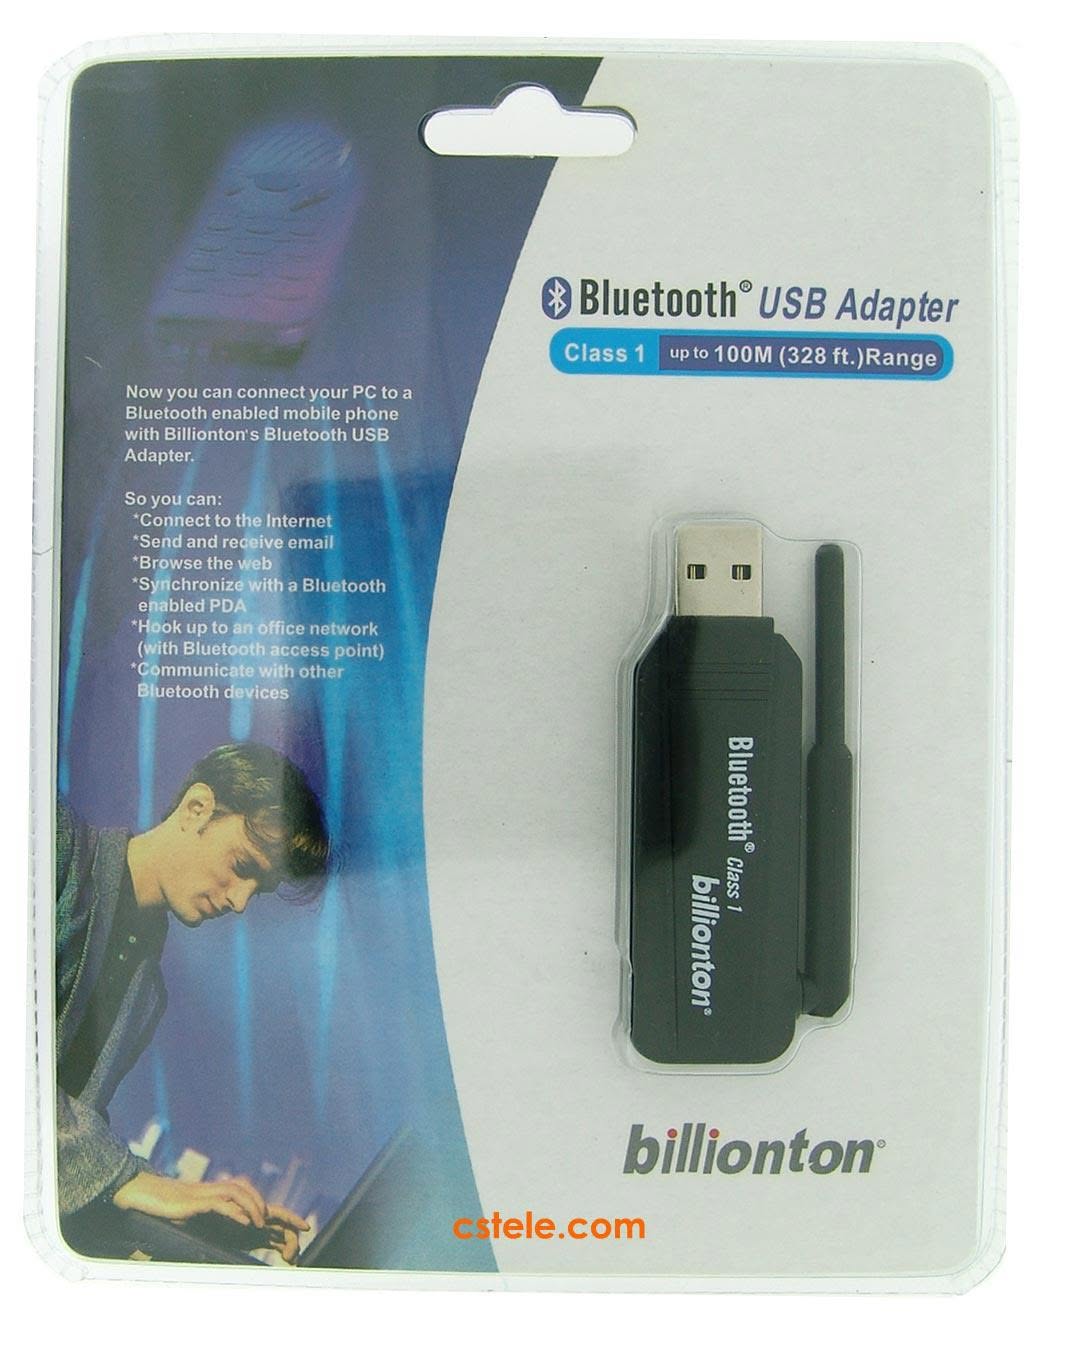 Bluetooth® USB Adapter
Class 1 up to 100M (328 ft.)Range
Now you can connect your PC to a
Bluetooth enabled mobile phone
with Billionton's Bluetooth USB
Adapter.
So you can:
*Connect to the Internet
*Send and receive email
*Browse the web
*Synchronize with a Bluetooth
enabled PDA
*Hook up to an office network
(with Bluetooth access point)
*Communicate with other
Bluetooth devices
Bluetooth® Class 1
billionton®
billionton®
cstele.com